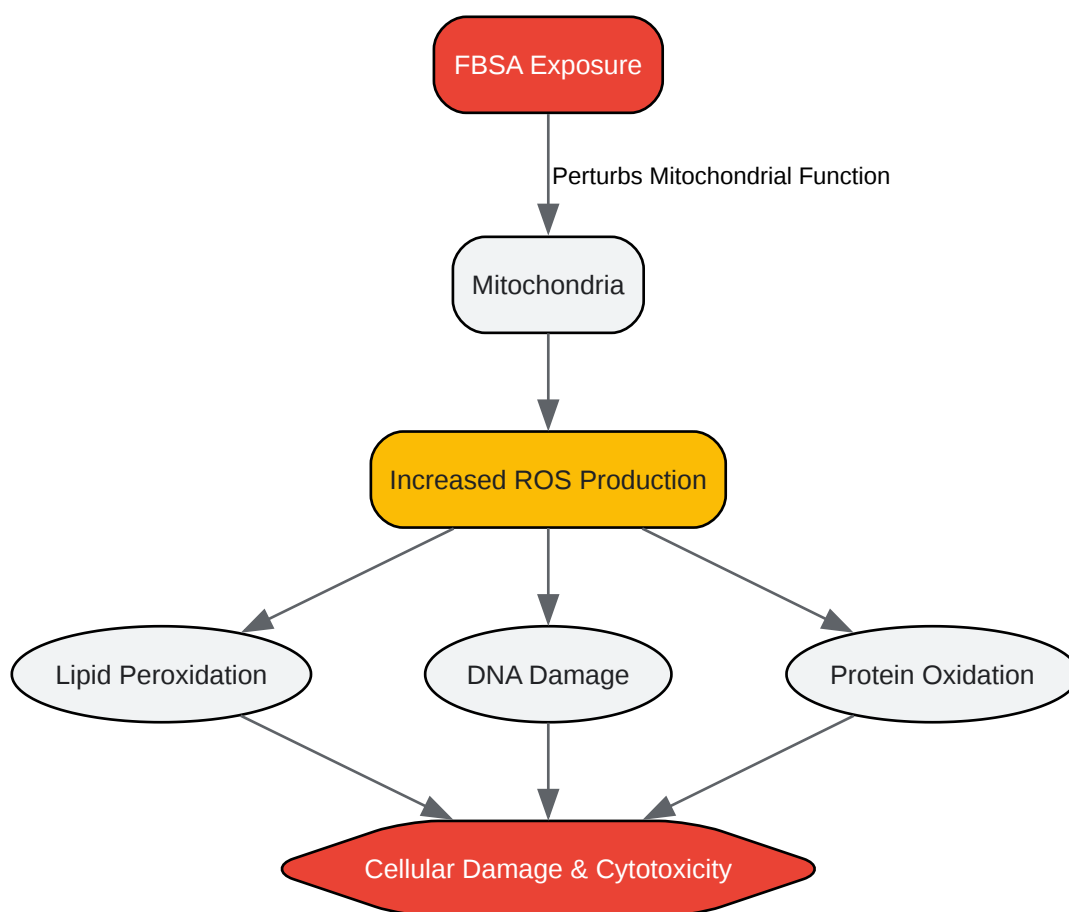 FBSA Exposure
Perturbs Mitochondrial Function
Mitochondria
Increased ROS Production
Lipid Peroxidation
DNA Damage
Protein Oxidation
Cellular Damage & Cytotoxicity